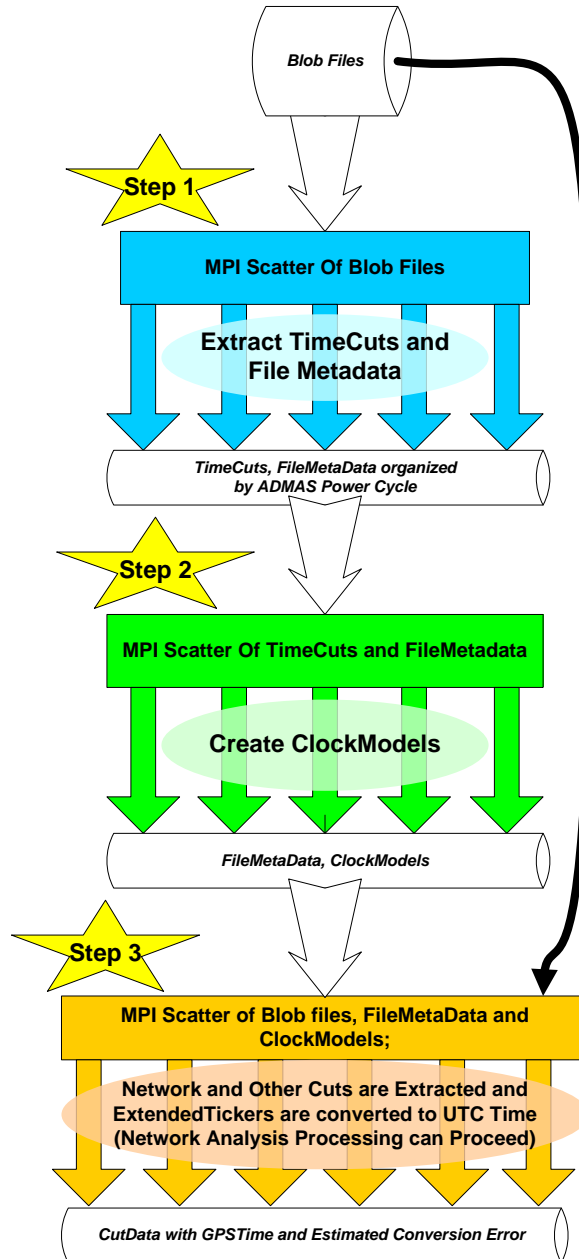 Blob Files
Step 1
MPI Scatter Of Blob Files
Extract TimeCuts and
File Metadata
TimeCuts, FileMetaData organized
by ADMAS Power Cycle
Step 2
MPI Scatter Of TimeCuts and FileMetadata
Create ClockModels
FileMetaData, ClockModels
Step 3
MPI Scatter of Blob files, FileMetaData and
ClockModels;
Network and Other Cuts are Extracted and
ExtendedTickers are converted to UTC Time
(Network Analysis Processing can Proceed)
CutData with GPSTime and Estimated Conversion Error